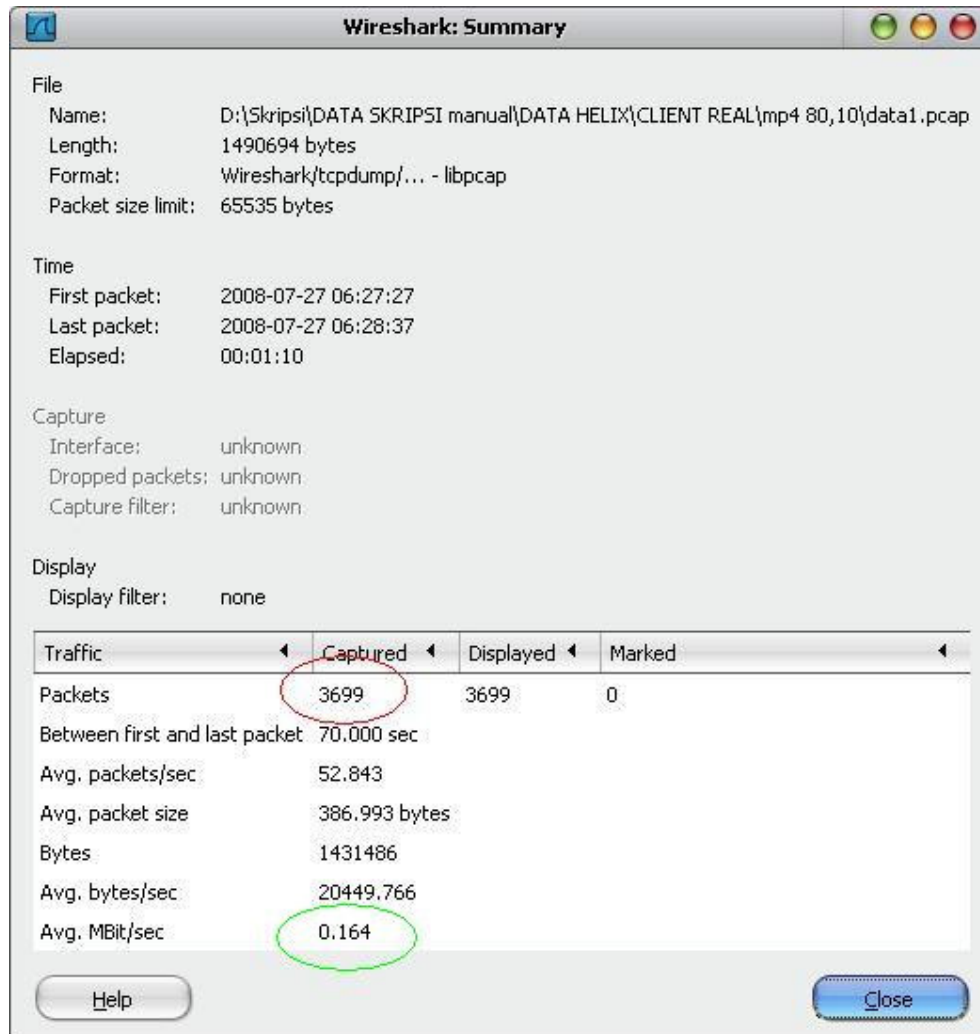 Wireshark: Summary
File
Name: D:\Skripsi\DATA SKRIPSI manual\DATA HELIX\CLIENT REAL\mp4 80,10\data1.pcap
Length: 1490694 bytes
Format: Wireshark/tcpdump/... - libpcap
Packet size limit: 65535 bytes
Time
First packet: 2008-07-27 06:27:27
Last packet: 2008-07-27 06:28:37
Elapsed: 00:01:10
Capture
Interface: unknown
Dropped packets: unknown
Capture filter: unknown
Display
Display filter: none
Traffic Captured Displayed Marked
Packets 3699 3699 0
Between first and last packet 70.000 sec
Avg. packets/sec 52.843
Avg. packet size 386.993 bytes
Bytes 1431486
Avg. bytes/sec 20449.766
Avg. MBit/sec 0.164
Help Close